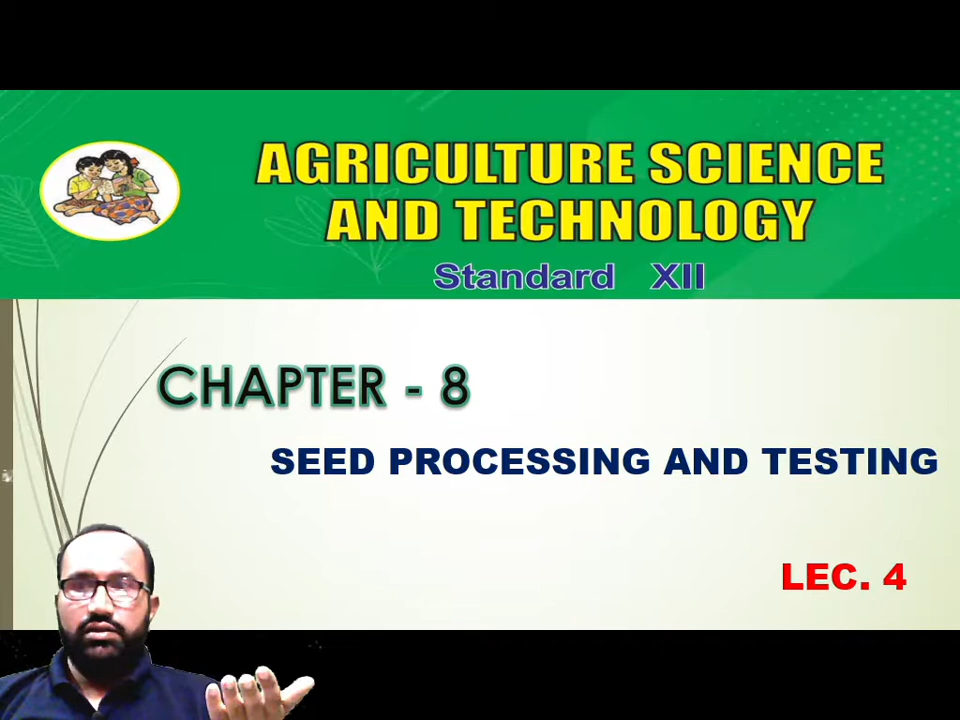 AGRICULTURE SCIENCE
AND TECHNOLOGY
Standard XII
CHAPTER - 8
SEED PROCESSING AND TESTING
LEC. 4